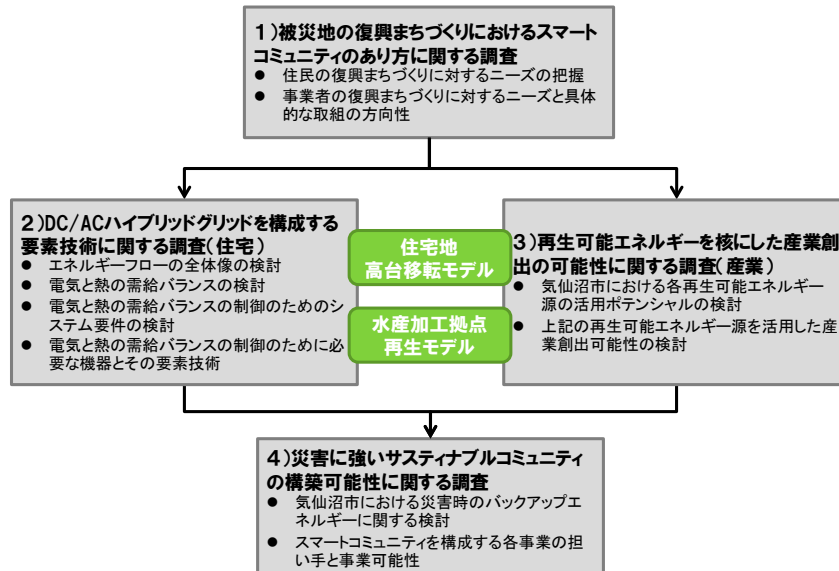 1)被災地の復興まちづくりにおけるスマート
コミュニティのあり方に関する調査
● 住民の復興まちづくりに対するニーズの把握
● 事業者の復興まちづくりに対するニーズと具体
的な取組の方向性
2)DC/ACハイブリッドグリッドを構成する
要素技術に関する調査(住宅)
● エネルギーフローの全体像の検討
● 電気と熱の需給バランスの検討
● 電気と熱の需給バランスの制御のためのシ
ステム要件の検討
● 電気と熱の需給バランスの制御のために必
要な機器とその要素技術
住宅地
高台移転モデル
水産加工拠点
再生モデル
3)再生可能エネルギーを核にした産業創
出の可能性に関する調査(産業)
● 気仙沼市における各再生可能エネルギー
源の活用ポテンシャルの検討
● 上記の再生可能エネルギー源を活用した産
業創出可能性の検討
4)災害に強いサスティナブルコミュニティ
の構築可能性に関する調査
● 気仙沼市における災害時のバックアップエ
ネルギーに関する検討
● スマートコミュニティを構成する各事業の担
い手と事業可能性